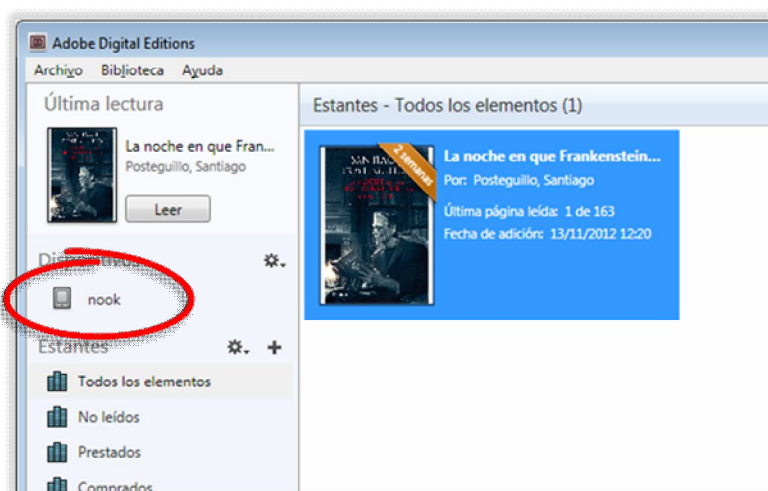 Adobe Digital Editions
Archivo Biblioteca Ayuda
Última lectura
La noche en que Fran...
Posteguillo, Santiago
Leer
Dispositivos
nook
Estantes
Todos los elementos
No leídos
Prestados
Comprados
Estantes - Todos los elementos (1)
2 semanas
La noche en que Frankenstein...
Por: Posteguillo, Santiago
Última página leída: 1 de 163
Fecha de adición: 13/11/2012 12:20